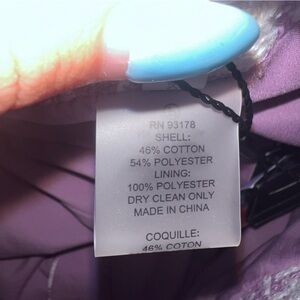 RN 93178
SHELL:
46% COTTON
54% POLYESTER
LINING:
100% POLYESTER
DRY CLEAN ONLY
MADE IN CHINA
COQUILLE:
46% COTON